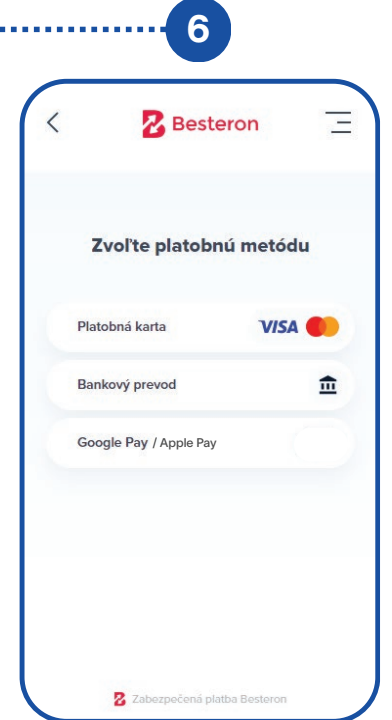 6
Besteron
Zvoľte platobnú metódu
Platobná karta VISA
Bankový prevod
Google Pay / Apple Pay
Zabezpečená platba Besteron